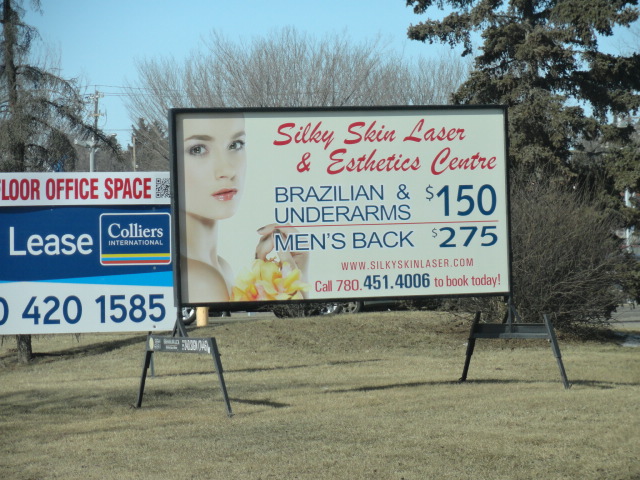 Silky Skin Laser
& Esthetics Centre
BRAZILIAN & $150
UNDERARMS
MEN'S BACK $275
WWW.SILKYSKINLASER.COM
Call 780.451.4006 to book today!
FLOOR OFFICE SPACE
Lease
Colliers
INTERNATIONAL
0 420 1585